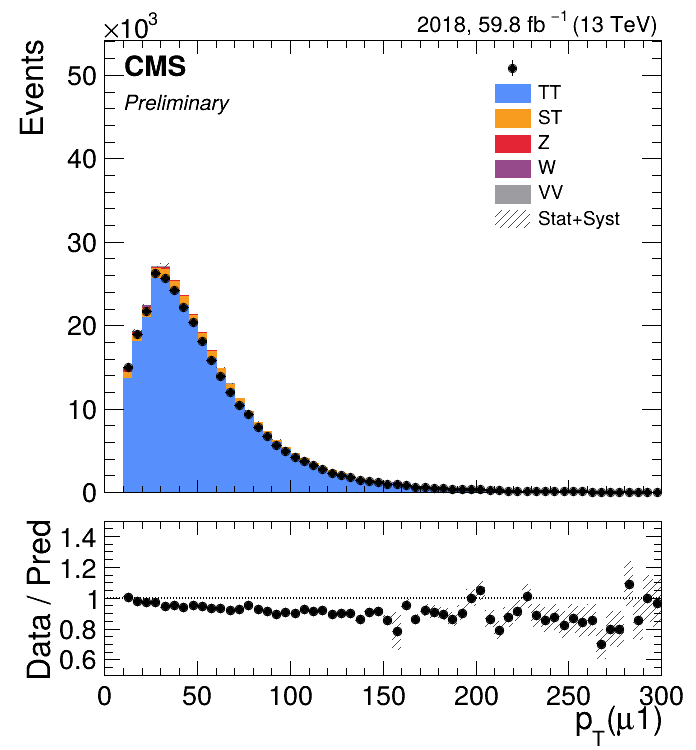 ×10³
2018, 59.8 fb⁻¹ (13 TeV)
Events
CMS
Preliminary
TT
ST
Z
W
VV
Stat+Syst
50
40
30
20
10
0
Data / Pred
1.4
1.2
1
0.8
0.6
0 50 100 150 200 250 300
p_T(μ1)